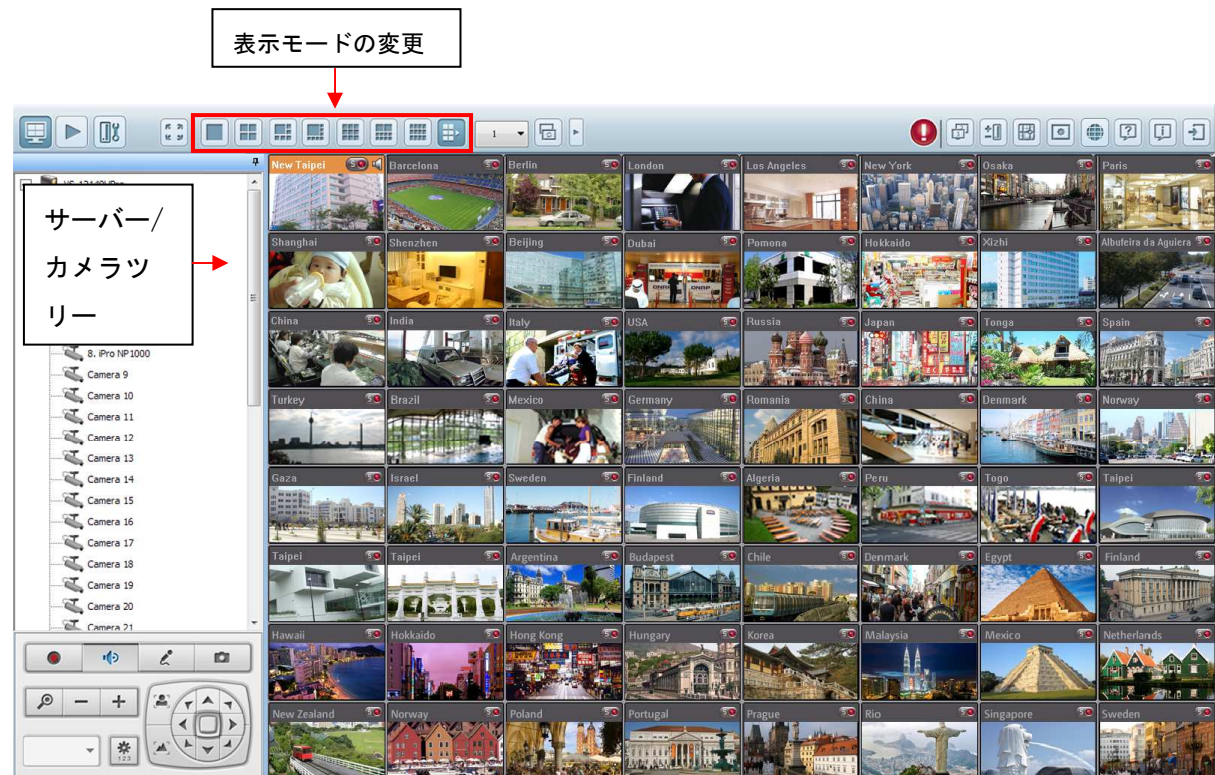 表示モードの変更
1
New Taipei Barcelona Berlin London Los Angeles New York Osaka Paris
サーバー/
カメラツ
リー
Shanghai Shenzhen Beijing Dubai Pomona Hokkaido Xizhi Albufeira da Aguiera
China India Italy USA Russia Japan Tonga Spain
8. iPro NP1000
Camera 9
Camera 10
Turkey Brazil Mexico Germany Romania China Denmark Norway
Camera 11
Camera 12
Camera 13
Camera 14
Gaza Israel Sweden Finland Algeria Peru Togo Taipei
Camera 15
Camera 16
Camera 17
Taipei Taipei Argentina Budapest Chile Denmark Egypt Finland
Camera 18
Camera 19
Camera 20
Camera 21
Hawaii Hokkaido Hong Kong Hungary Korea Malaysia Mexico Netherlands
New Zealand Norway Poland Portugal Prague Rio Singapore Sweden
123